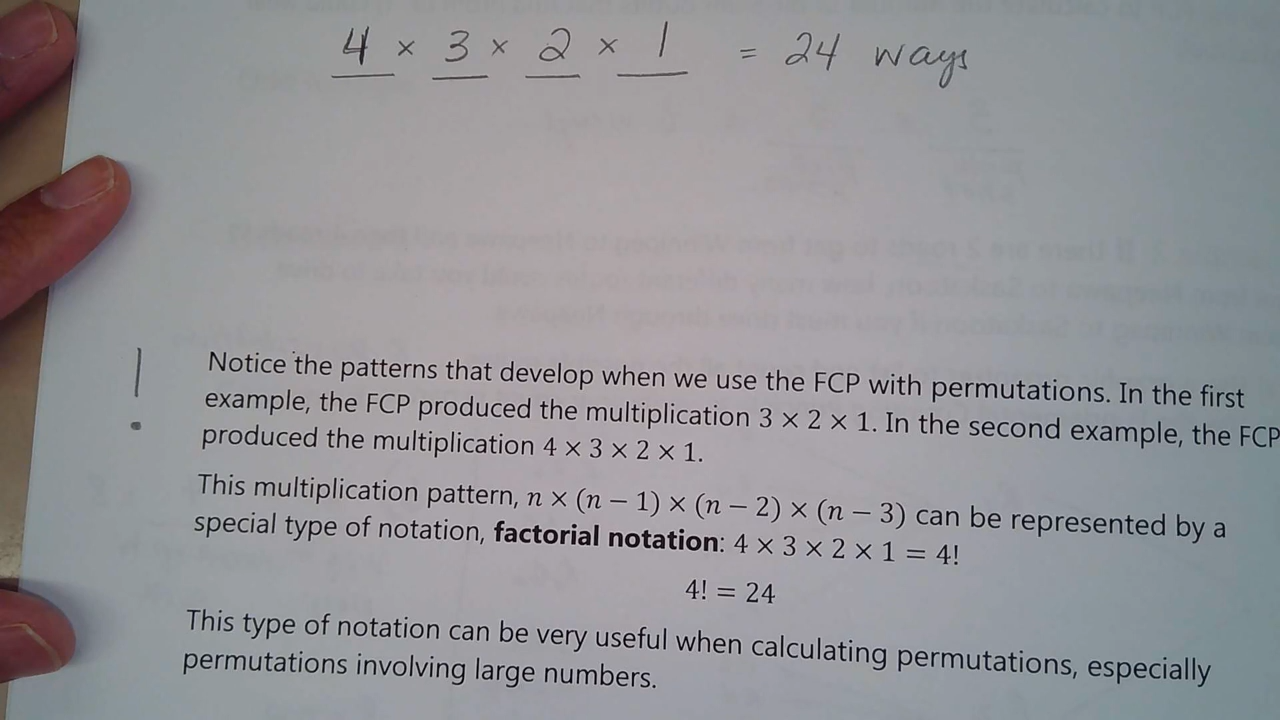 4 × 3 × 2 × 1 = 24 ways
Notice the patterns that develop when we use the FCP with permutations. In the first
example, the FCP produced the multiplication 3 × 2 × 1. In the second example, the FCP
produced the multiplication 4 × 3 × 2 × 1.
This multiplication pattern, n × (n − 1) × (n − 2) × (n − 3) can be represented by a
special type of notation, factorial notation: 4 × 3 × 2 × 1 = 4!
4! = 24
This type of notation can be very useful when calculating permutations, especially
permutations involving large numbers.